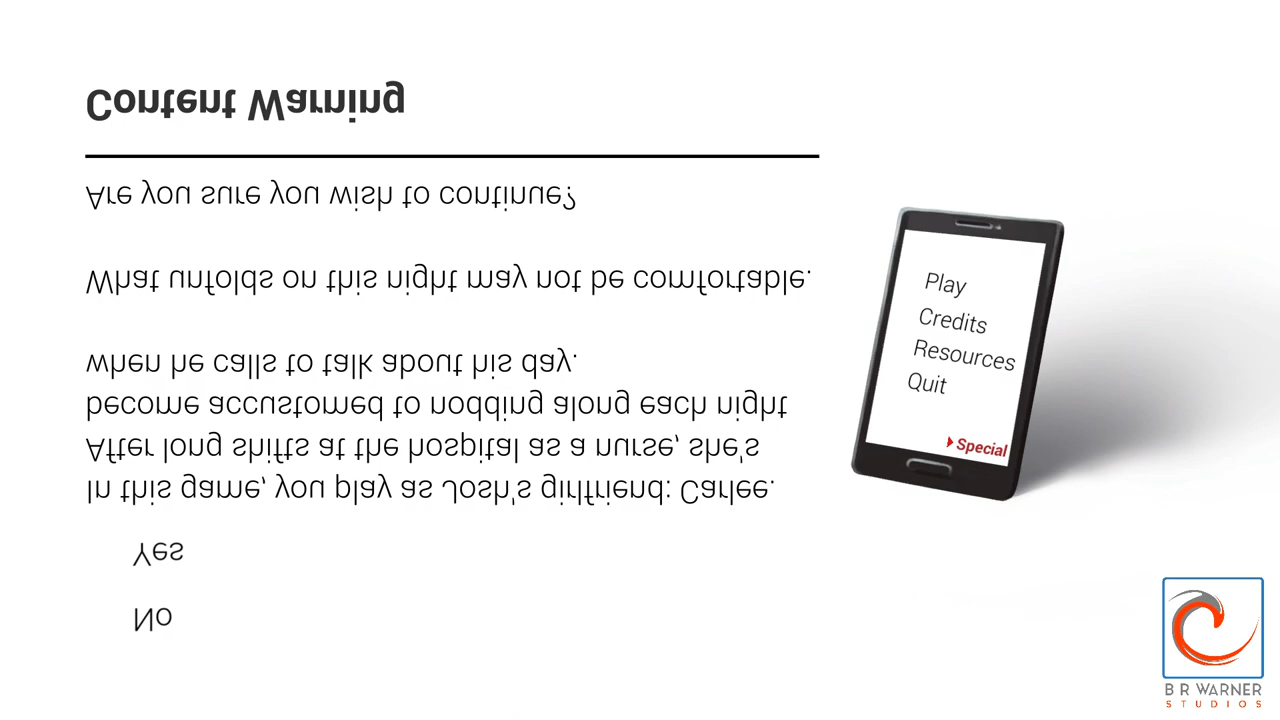 Content Warning
In this game, you play as Josh's girlfriend: Carlee.
After long shifts at the hospital as a nurse, she's
become accustomed to nodding along each night
when he calls to talk about his day.
What unfolds on this night may not be comfortable.
Are you sure you wish to continue?
Yes
No
Play
Credits
Resources
Quit
Special
B R WARNER
STUDIOS